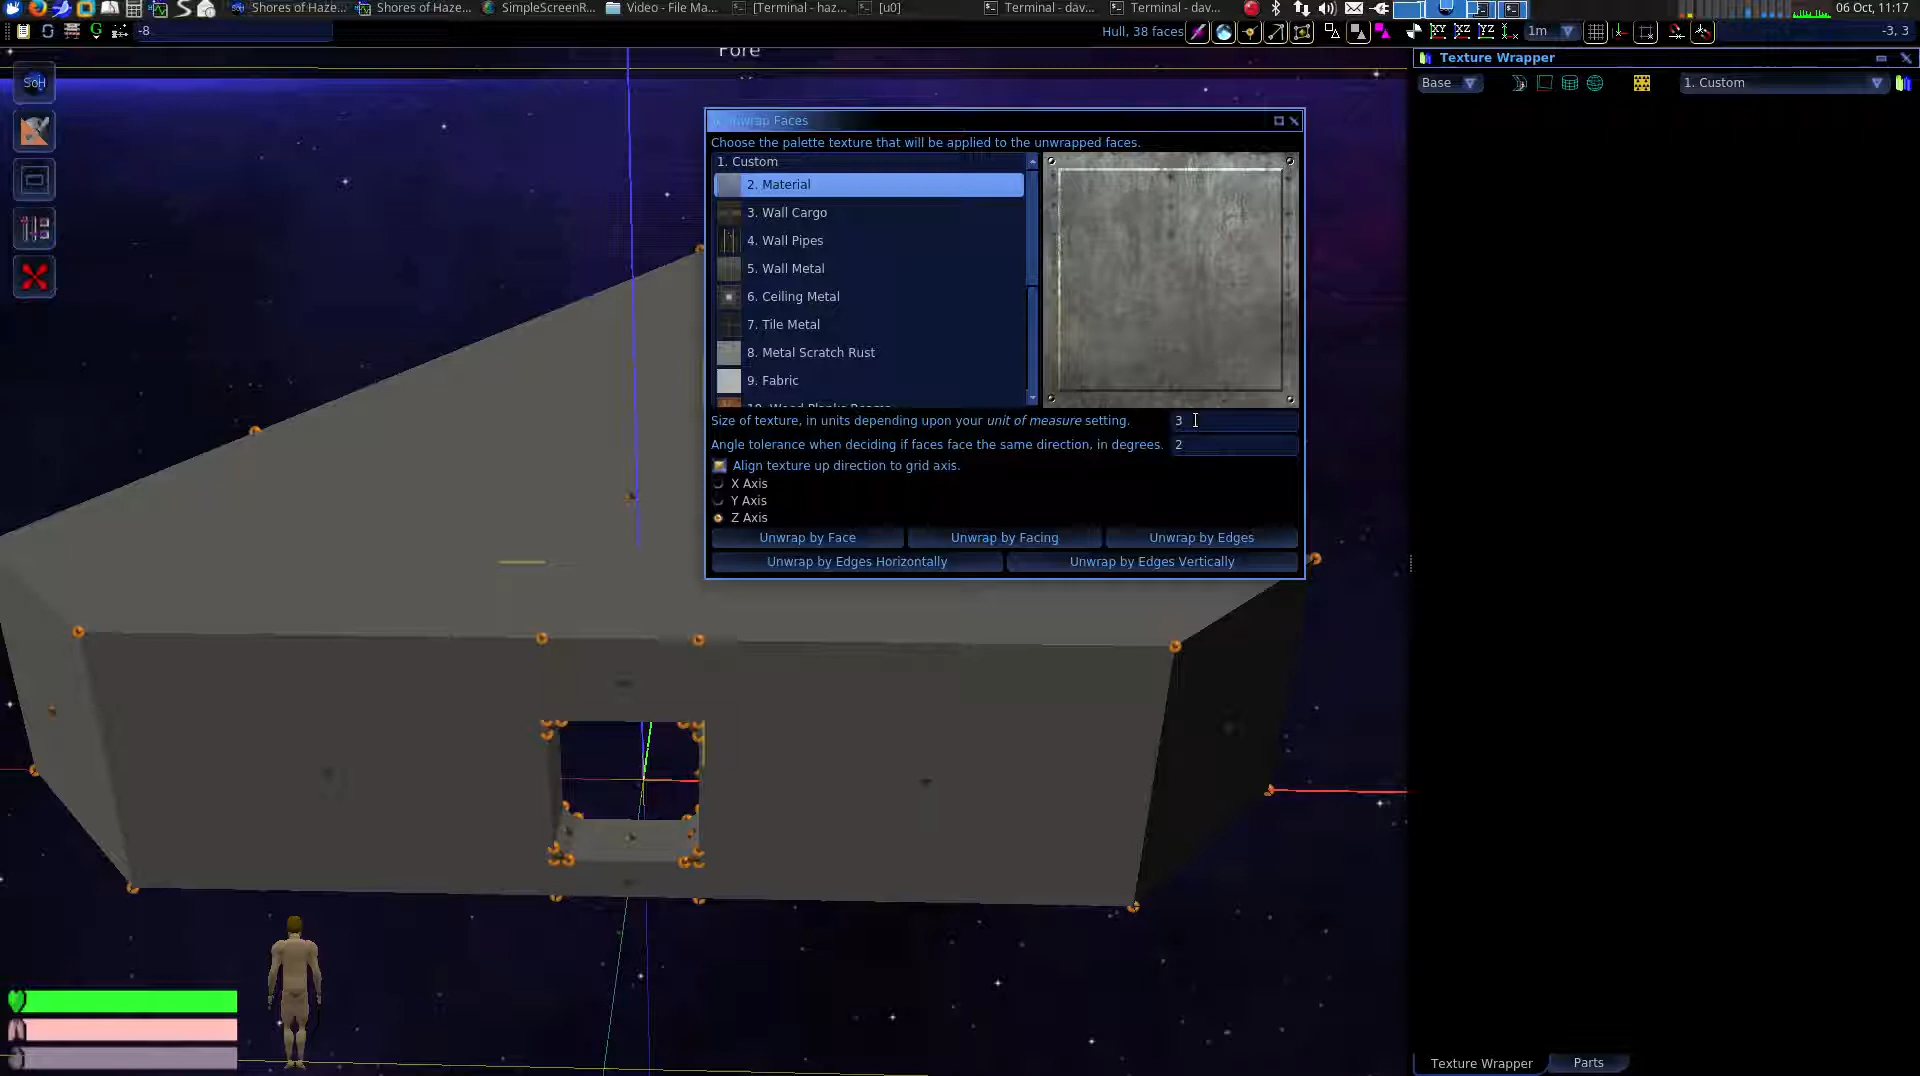 Shores of Haze...
Shores of Haze...
SimpleScreenR...
Video - File Ma...
[Terminal - haz...
[u0]
Terminal - dav...
Terminal - dav...
06 Oct, 11:17
-8
Hull, 38 faces
XY
XZ
YZ
1m
-3, 3
Fore
SoH
Texture Wrapper
Base
1. Custom
Unwrap Faces
Choose the palette texture that will be applied to the unwrapped faces.
1. Custom
2. Material
3. Wall Cargo
4. Wall Pipes
5. Wall Metal
6. Ceiling Metal
7. Tile Metal
8. Metal Scratch Rust
9. Fabric
Size of texture, in units depending upon your unit of measure setting.
3
Angle tolerance when deciding if faces face the same direction, in degrees.
2
Align texture up direction to grid axis.
X Axis
Y Axis
Z Axis
Unwrap by Face
Unwrap by Facing
Unwrap by Edges
Unwrap by Edges Horizontally
Unwrap by Edges Vertically
Texture Wrapper
Parts